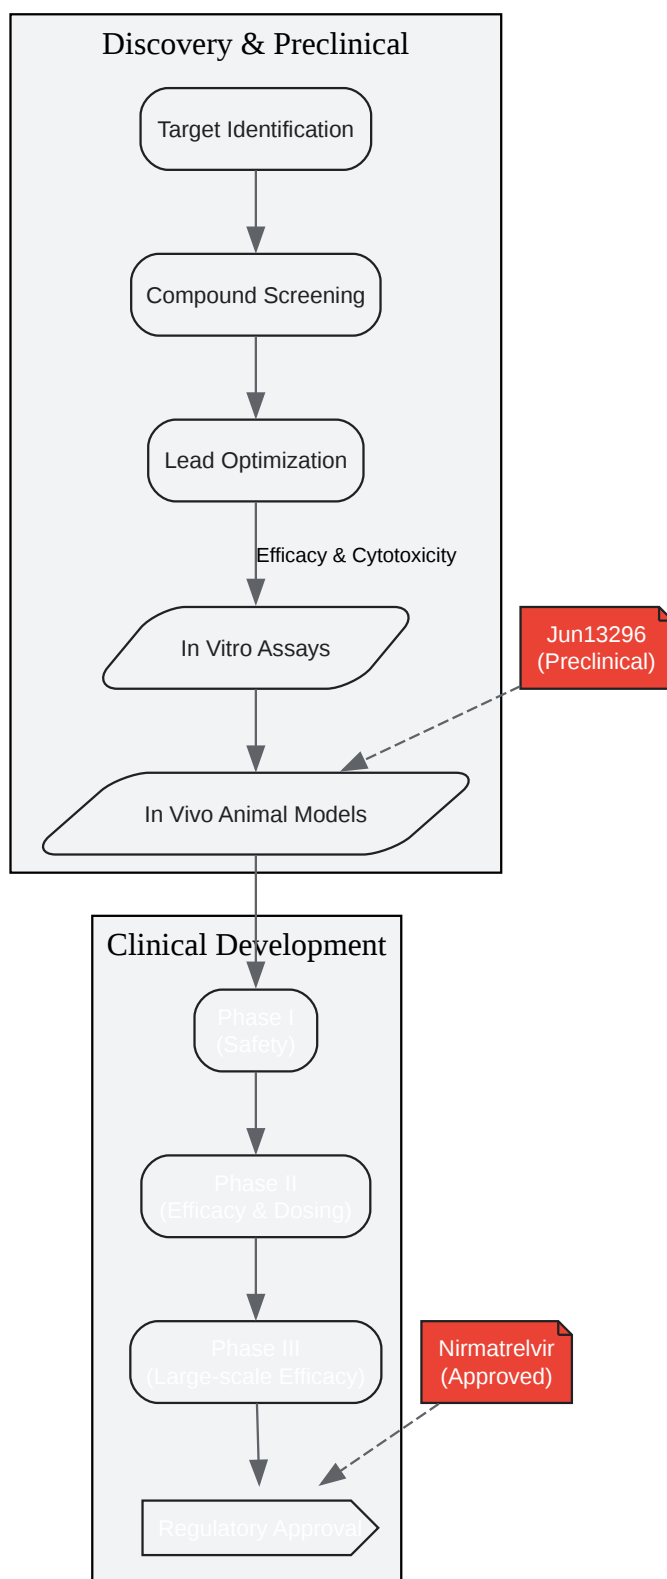 Discovery & Preclinical
Target Identification
Compound Screening
Lead Optimization
Efficacy & Cytotoxicity
In Vitro Assays
Jun13296
(Preclinical)
In Vivo Animal Models
Clinical Development
Phase I
(Safety)
Phase II
(Efficacy & Dosing)
Phase III
(Large-scale Efficacy)
Nirmatrelvir
(Approved)
Regulatory Approval